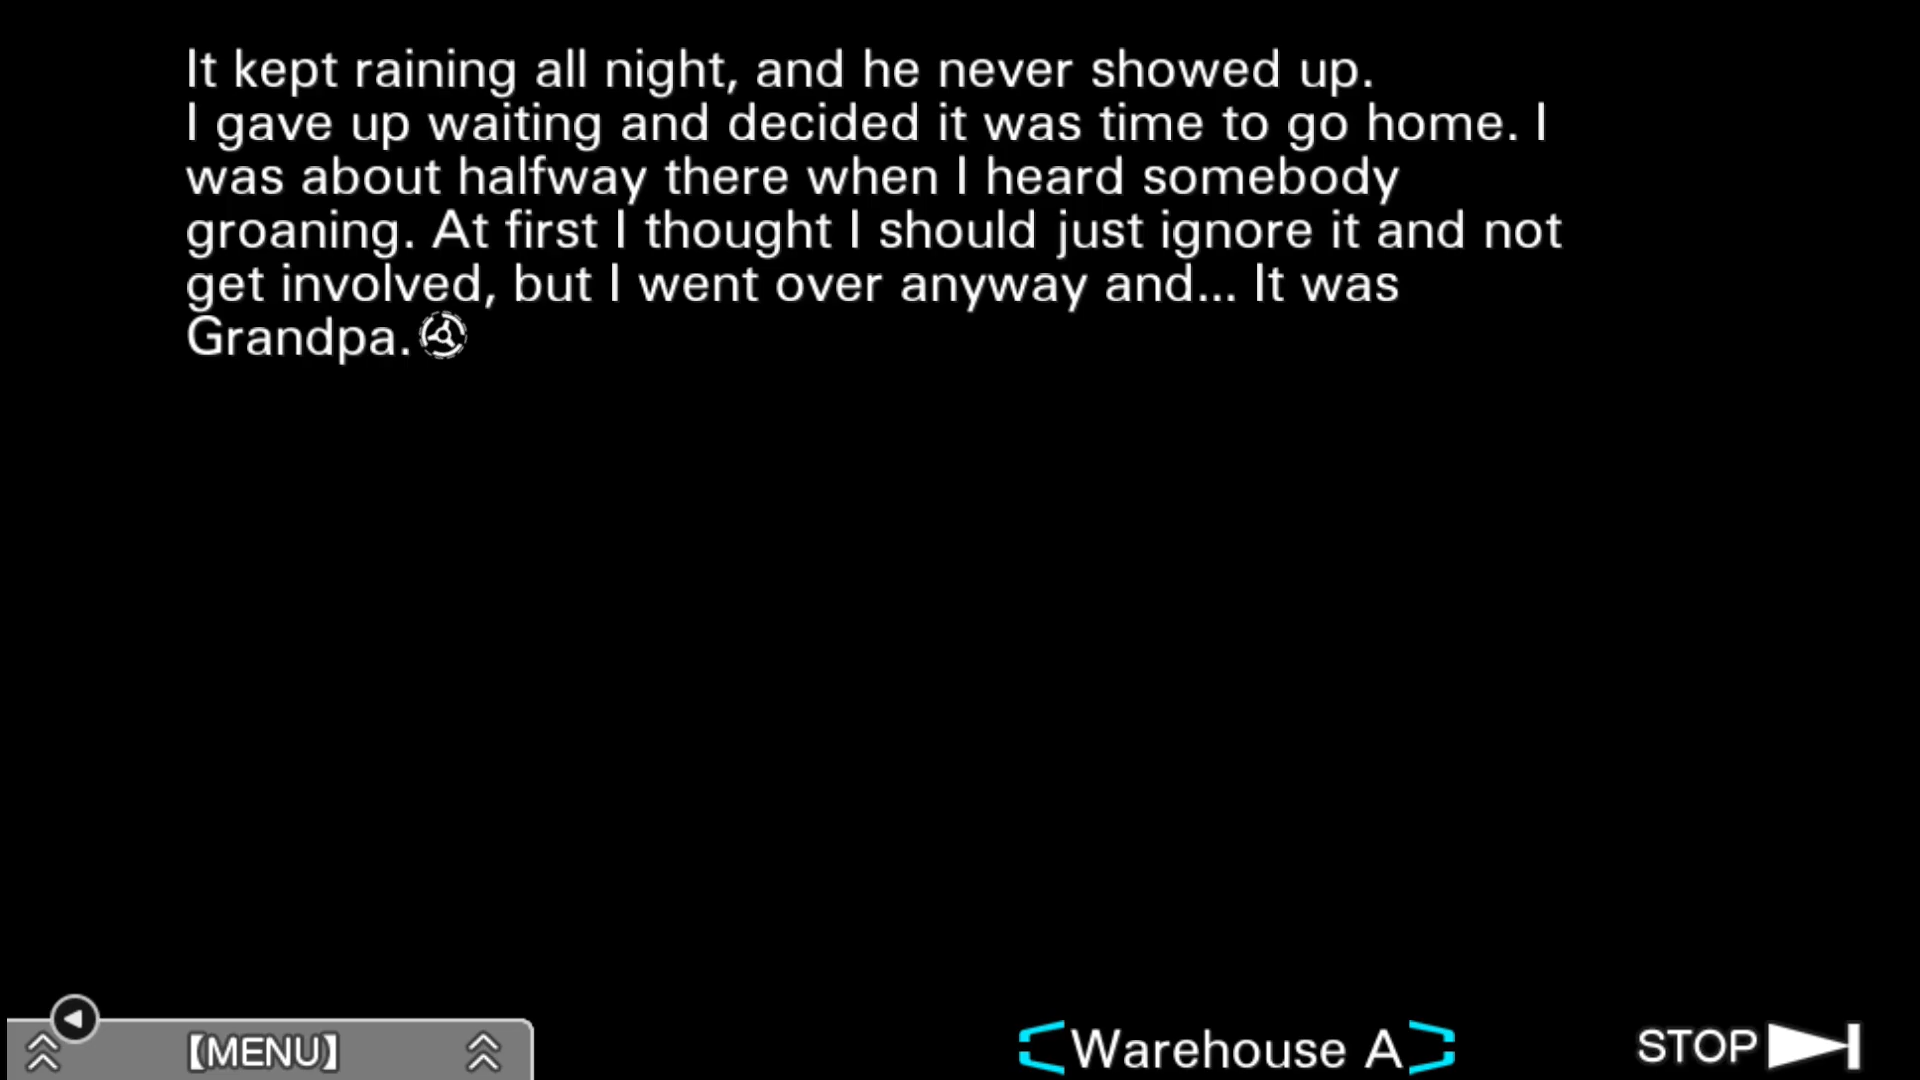 It kept raining all night, and he never showed up.
I gave up waiting and decided it was time to go home. I
was about halfway there when I heard somebody
groaning. At first I thought I should just ignore it and not
get involved, but I went over anyway and... It was
Grandpa.
【MENU】
Warehouse A
STOP